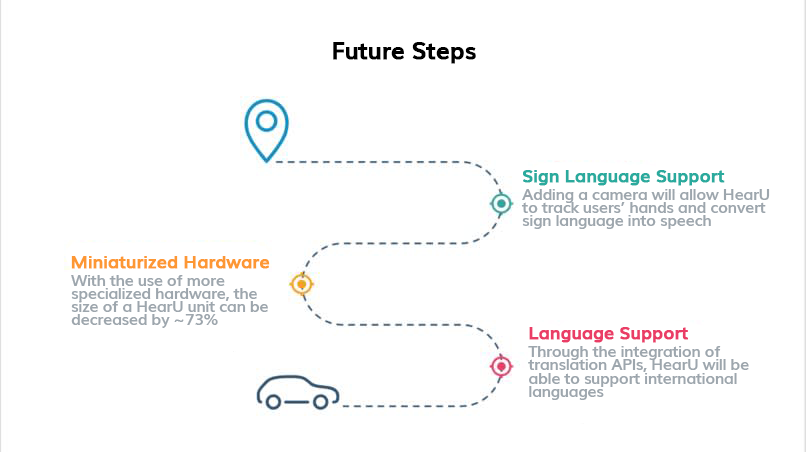 Future Steps
Sign Language Support
Adding a camera will allow HearU
to track users’ hands and convert
sign language into speech
Miniaturized Hardware
With the use of more
specialized hardware, the
size of a HearU unit can be
decreased by ~73%
Language Support
Through the integration of
translation APIs, HearU will be
able to support international
languages